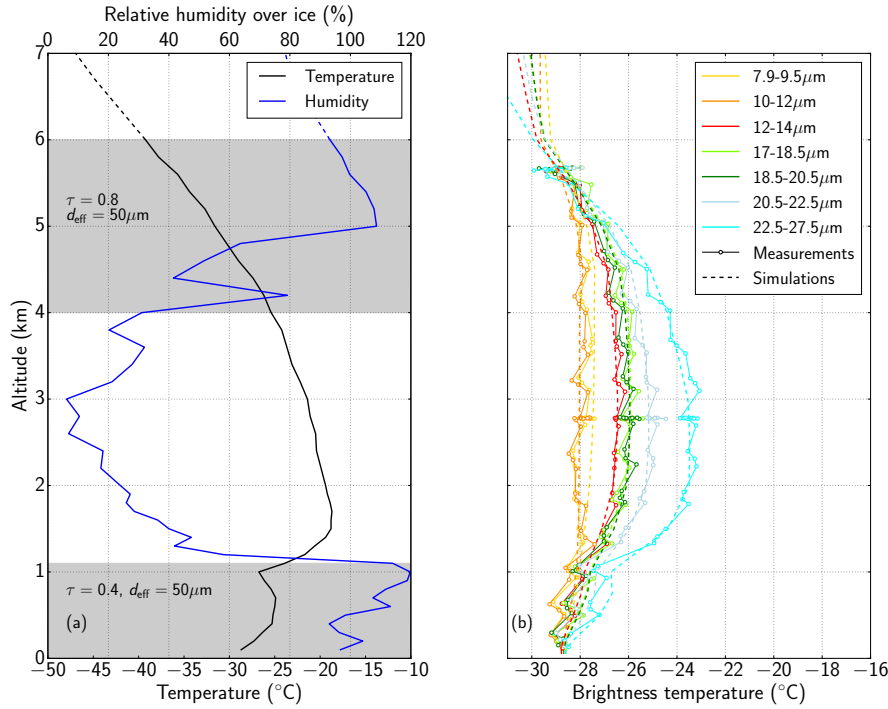 Relative humidity over ice (%)
0 20 40 60 80 100 120
7
6
5
4
3
2
1
0
Altitude (km)
Temperature
Humidity
τ = 0.8
d_eff = 50μm
τ = 0.4, d_eff = 50μm
(a)
−50 −45 −40 −35 −30 −25 −20 −15 −10
Temperature (°C)
7.9-9.5μm
10-12μm
12-14μm
17-18.5μm
18.5-20.5μm
20.5-22.5μm
22.5-27.5μm
Measurements
Simulations
(b)
−30 −28 −26 −24 −22 −20 −18 −16
Brightness temperature (°C)